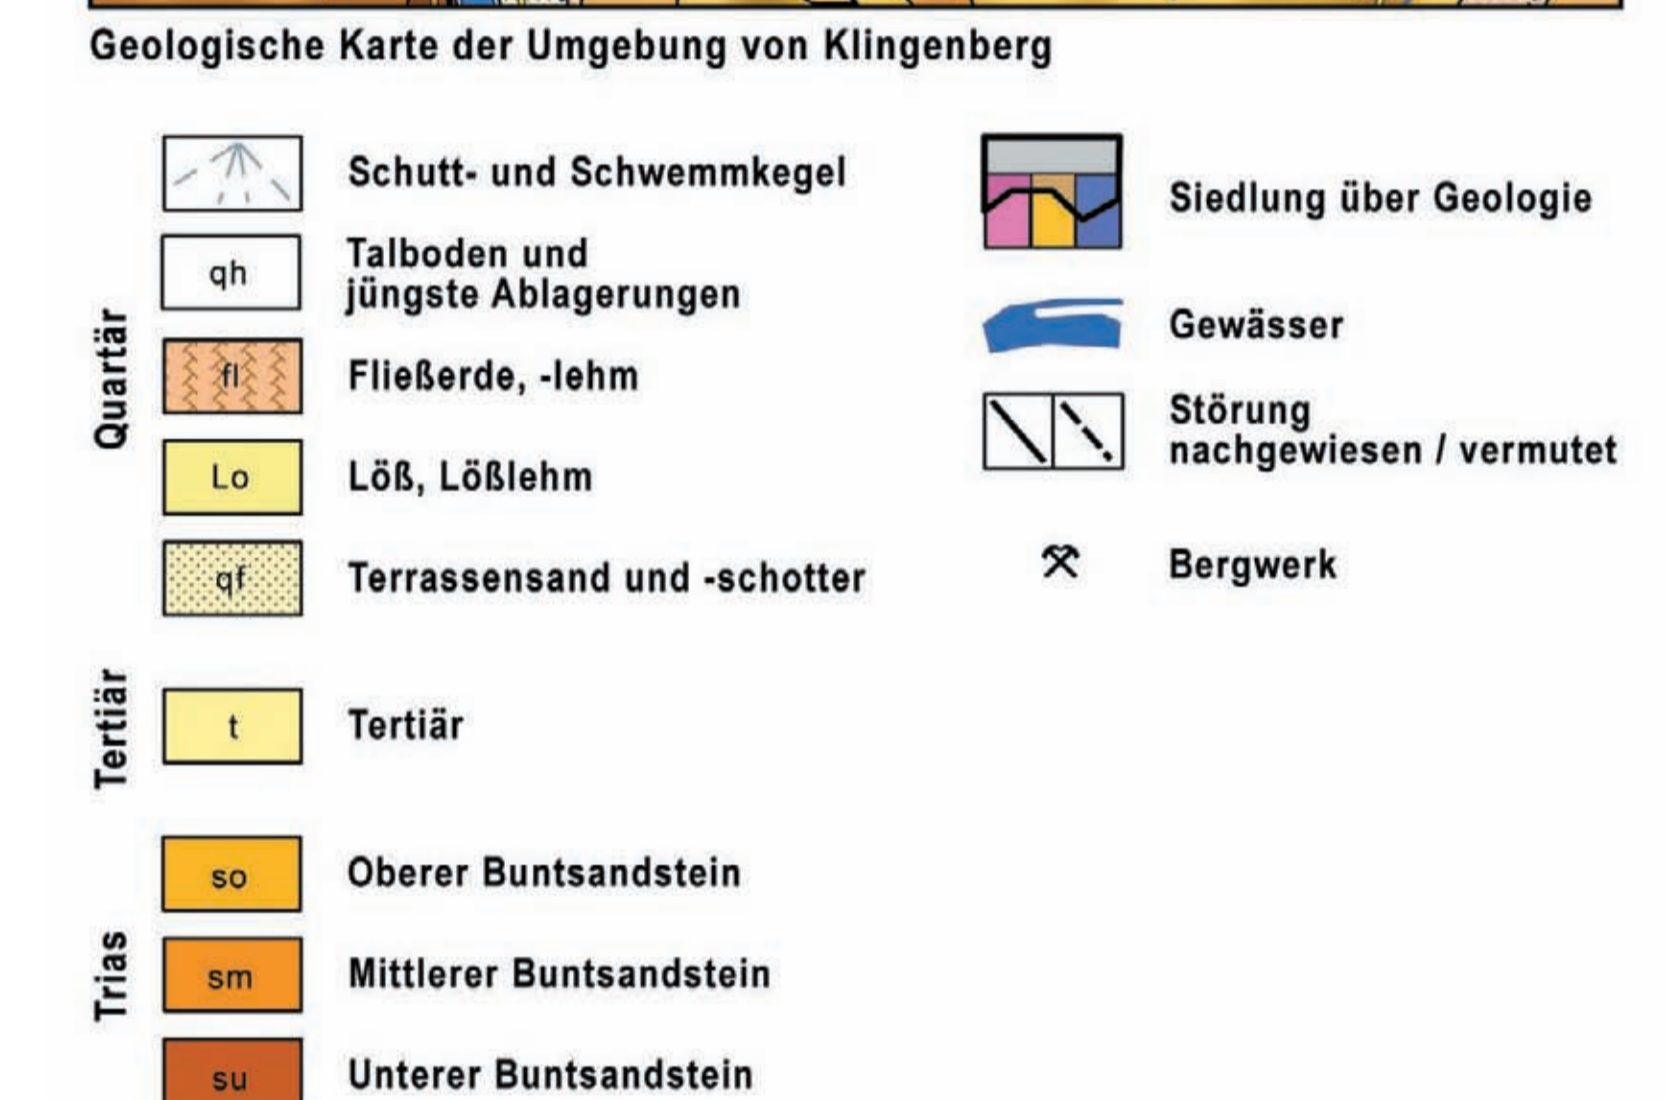 Geologische Karte der Umgebung von Klingenberg
Quartär
Schutt- und Schwemmkegel
qh
Talboden und
jüngste Ablagerungen
fl
Fließerde, -lehm
Lo
Löß, Lößlehm
qf
Terrassensand und -schotter
Tertiär
t
Tertiär
Trias
so
Oberer Buntsandstein
sm
Mittlerer Buntsandstein
su
Unterer Buntsandstein
Siedlung über Geologie
Gewässer
Störung
nachgewiesen / vermutet
Bergwerk